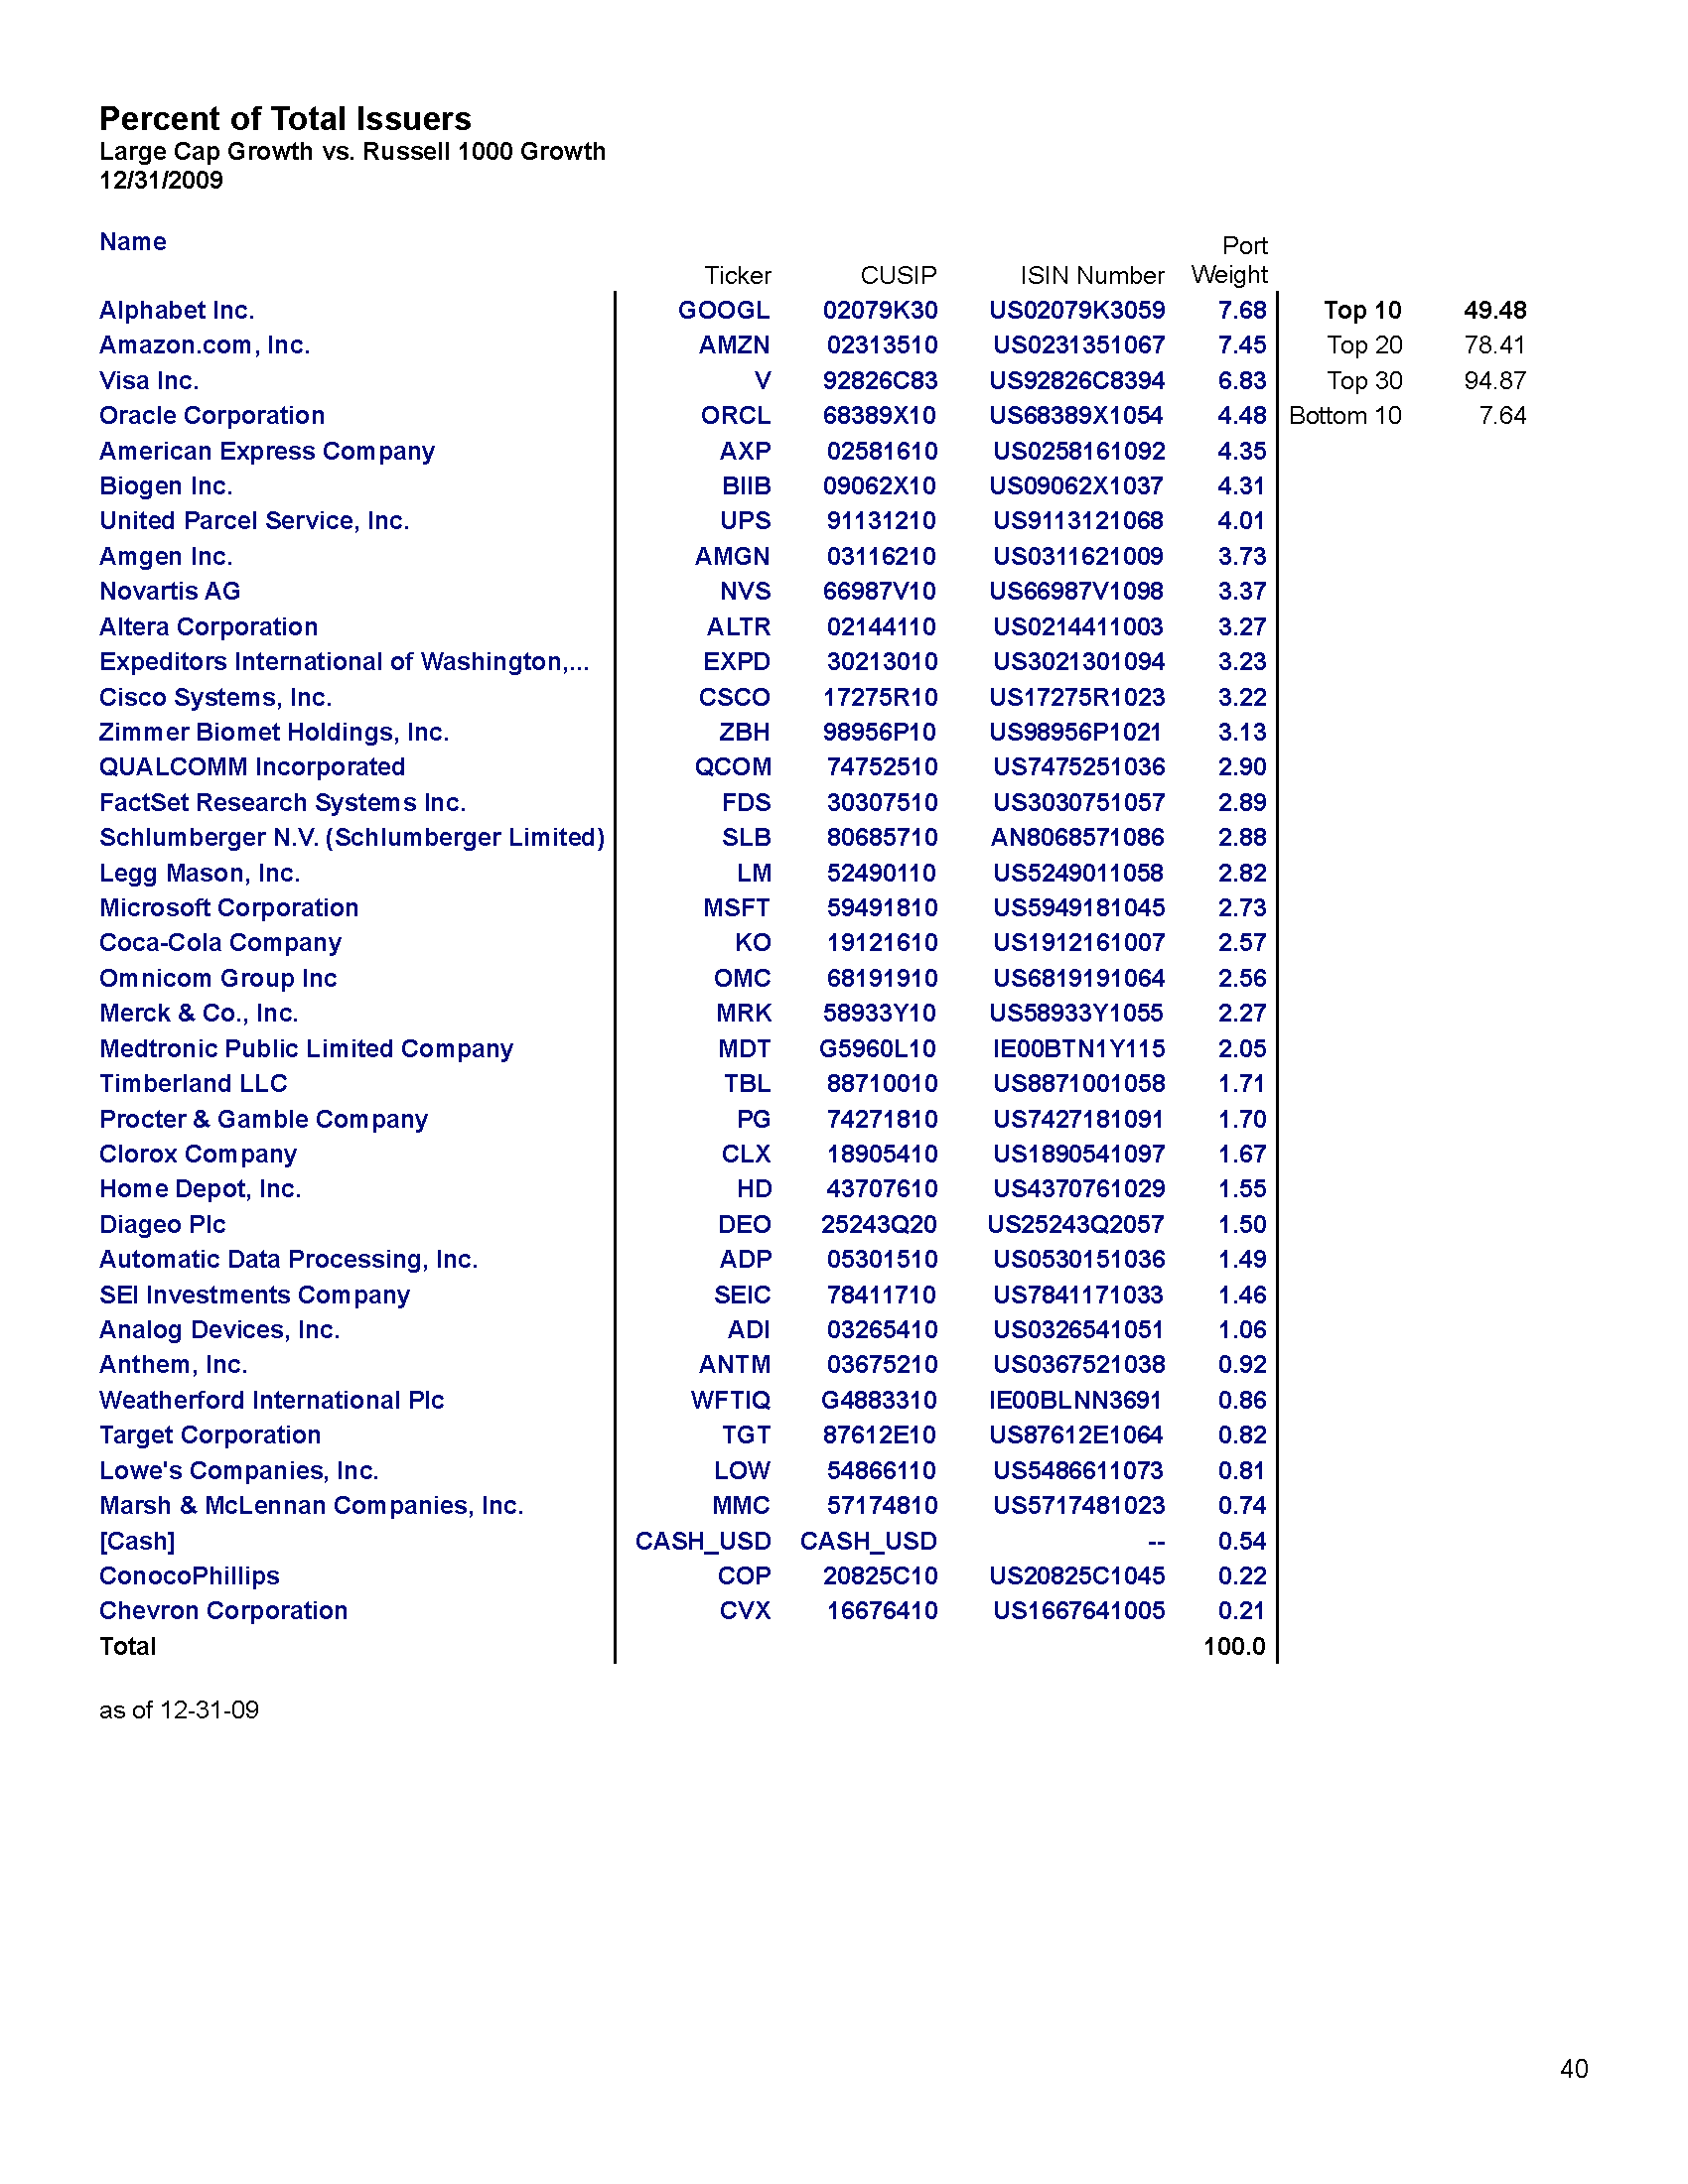 Percent of Total Issuers
Large Cap Growth vs. Russell 1000 Growth
12/31/2009
Name Ticker CUSIP ISIN Number Port Weight
Alphabet Inc. GOOGL 02079K30 US02079K3059 7.68 Top 10 49.48
Amazon.com, Inc. AMZN 02313510 US0231351067 7.45 Top 20 78.41
Visa Inc. V 92826C83 US92826C8394 6.83 Top 30 94.87
Oracle Corporation ORCL 68389X10 US68389X1054 4.48 Bottom 10 7.64
American Express Company AXP 02581610 US0258161092 4.35
Biogen Inc. BIIB 09062X10 US09062X1037 4.31
United Parcel Service, Inc. UPS 91131210 US9113121068 4.01
Amgen Inc. AMGN 03116210 US0311621009 3.73
Novartis AG NVS 66987V10 US66987V1098 3.37
Altera Corporation ALTR 02144110 US0214411003 3.27
Expeditors International of Washington,... EXPD 30213010 US3021301094 3.23
Cisco Systems, Inc. CSCO 17275R10 US17275R1023 3.22
Zimmer Biomet Holdings, Inc. ZBH 98956P10 US98956P1021 3.13
QUALCOMM Incorporated QCOM 74752510 US7475251036 2.90
FactSet Research Systems Inc. FDS 30307510 US3030751057 2.89
Schlumberger N.V. (Schlumberger Limited) SLB 80685710 AN8068571086 2.88
Legg Mason, Inc. LM 52490110 US5249011058 2.82
Microsoft Corporation MSFT 59491810 US5949181045 2.73
Coca-Cola Company KO 19121610 US1912161007 2.57
Omnicom Group Inc OMC 68191910 US6819191064 2.56
Merck & Co., Inc. MRK 58933Y10 US58933Y1055 2.27
Medtronic Public Limited Company MDT G5960L10 IE00BTN1Y115 2.05
Timberland LLC TBL 88710010 US8871001058 1.71
Procter & Gamble Company PG 74271810 US7427181091 1.70
Clorox Company CLX 18905410 US1890541097 1.67
Home Depot, Inc. HD 43707610 US4370761029 1.55
Diageo Plc DEO 25243Q20 US25243Q2057 1.50
Automatic Data Processing, Inc. ADP 05301510 US0530151036 1.49
SEI Investments Company SEIC 78411710 US7841171033 1.46
Analog Devices, Inc. ADI 03265410 US0326541051 1.06
Anthem, Inc. ANTM 03675210 US0367521038 0.92
Weatherford International Plc WFTIQ G4883310 IE00BLNN3691 0.86
Target Corporation TGT 87612E10 US87612E1064 0.82
Lowe's Companies, Inc. LOW 54866110 US5486611073 0.81
Marsh & McLennan Companies, Inc. MMC 57174810 US5717481023 0.74
[Cash] CASH_USD CASH_USD -- 0.54
ConocoPhillips COP 20825C10 US20825C1045 0.22
Chevron Corporation CVX 16676410 US1667641005 0.21
Total 100.0
as of 12-31-09
40